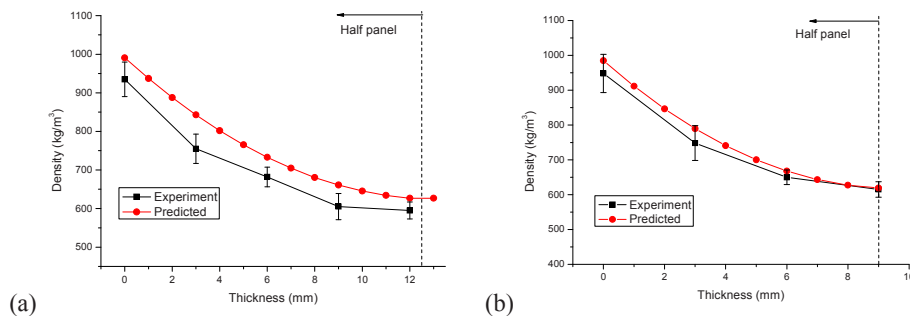 Half panel
1100
1000
900
800
700
600
500
Density (kg/m³)
Experiment
Predicted
0 2 4 6 8 10 12
Thickness (mm)
(a)
Half panel
1100
1000
900
800
700
600
500
400
Density (kg/m³)
Experiment
Predicted
0 2 4 6 8 10
Thickness (mm)
(b)